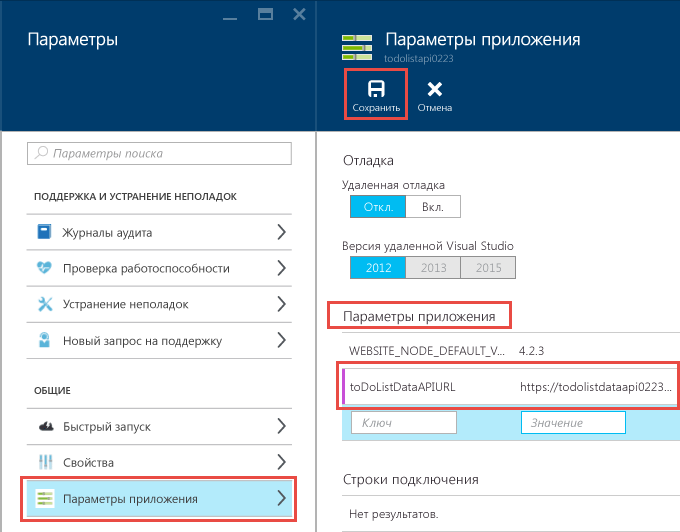 Параметры
Параметры поиска
ПОДДЕРЖКА И УСТРАНЕНИЕ НЕПОЛАДОК
Журналы аудита
Проверка работоспособности
Устранение неполадок
Новый запрос на поддержку
ОБЩИЕ
Быстрый запуск
Свойства
Параметры приложения
Параметры приложения
todolistapi0223
Сохранить Отмена
Отладка
Удаленная отладка
Откл. Вкл.
Версия удаленной Visual Studio
2012 2013 2015
Параметры приложения
WEBSITE_NODE_DEFAULT_V... 4.2.3
toDoListDataAPIURL https://todolistdataapi0223...
Ключ Значение
Строки подключения
Нет результатов.